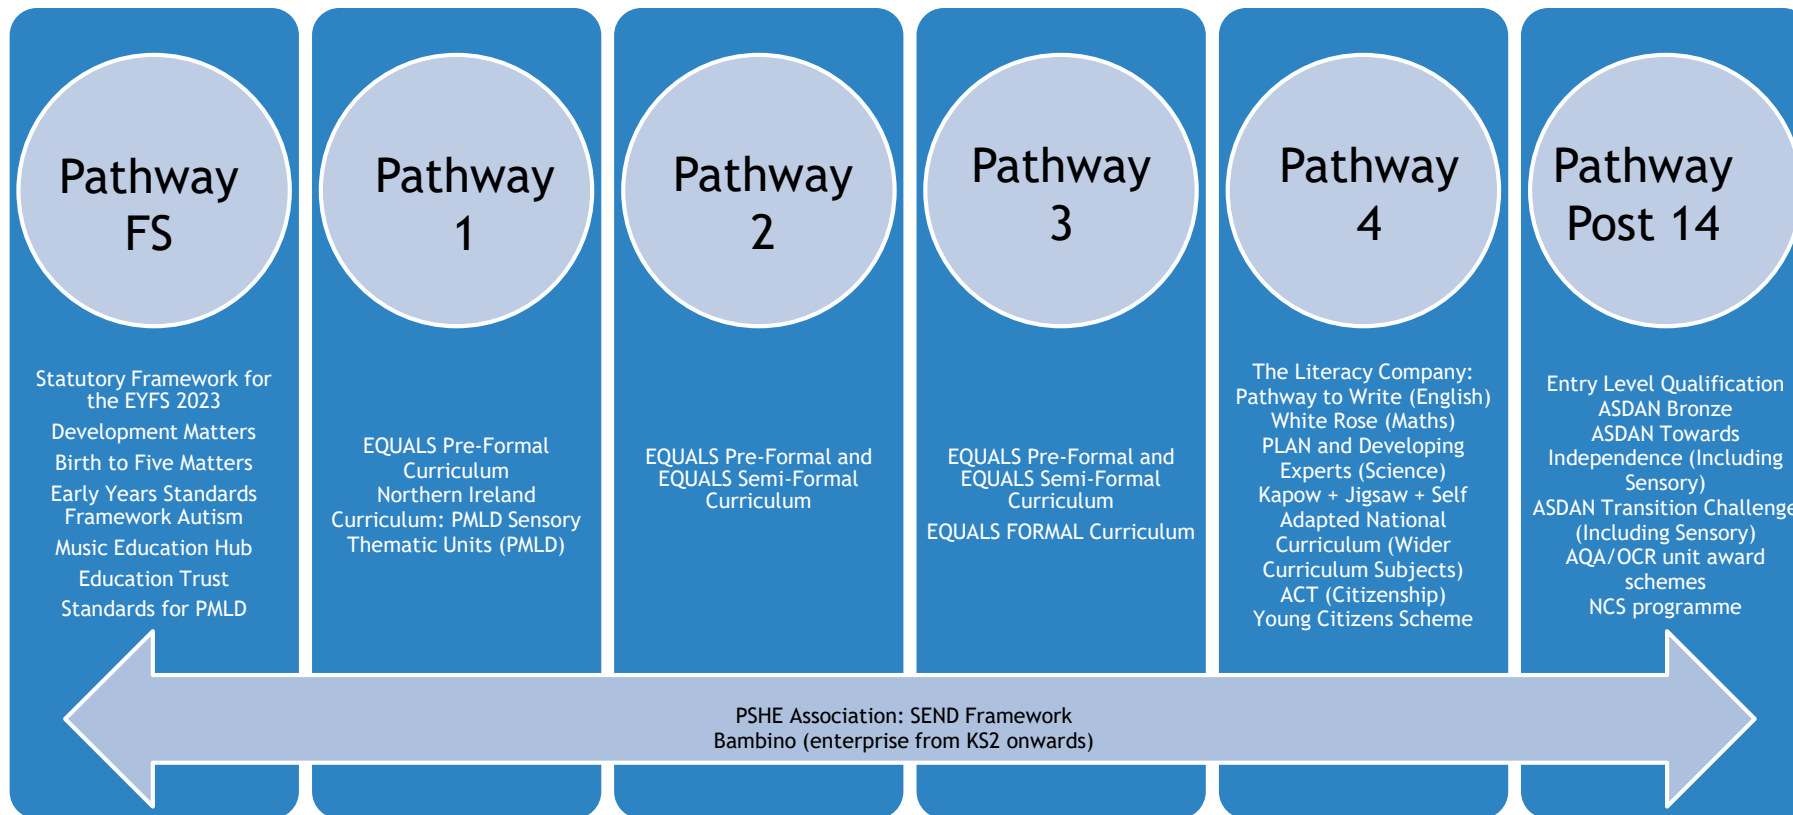 Pathway
FS
Statutory Framework for
the EYFS 2023
Development Matters
Birth to Five Matters
Early Years Standards
Framework Autism
Music Education Hub
Education Trust
Standards for PMLD
Pathway
1
EQUALS Pre-Formal
Curriculum
Northern Ireland
Curriculum: PMLD Sensory
Thematic Units (PMLD)
Pathway
2
EQUALS Pre-Formal and
EQUALS Semi-Formal
Curriculum
Pathway
3
EQUALS Pre-Formal and
EQUALS Semi-Formal
Curriculum
EQUALS FORMAL Curriculum
Pathway
4
The Literacy Company:
Pathway to Write (English)
White Rose (Maths)
PLAN and Developing
Experts (Science)
Kapow + Jigsaw + Self
Adapted National
Curriculum (Wider
Curriculum Subjects)
ACT (Citizenship)
Young Citizens Scheme
Pathway
Post 14
Entry Level Qualification
ASDAN Bronze
ASDAN Towards
Independence (Including
Sensory)
ASDAN Transition Challenge
(Including Sensory)
AQA/OCR unit award
schemes
NCS programme
PSHE Association: SEND Framework
Bambino (enterprise from KS2 onwards)